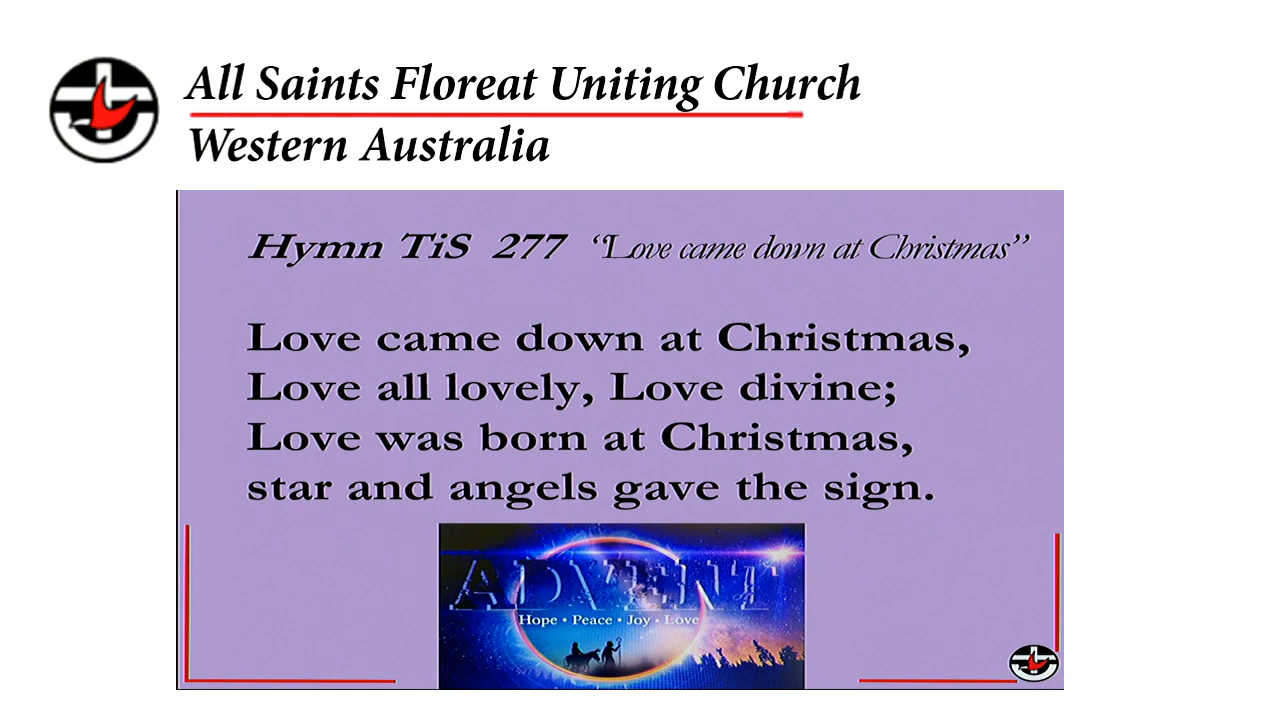 All Saints Floreat Uniting Church
Western Australia
Hymn TiS 277 “Love came down at Christmas”
Love came down at Christmas,
Love all lovely, Love divine;
Love was born at Christmas,
star and angels gave the sign.
ADVENT
Hope • Peace • Joy • Love